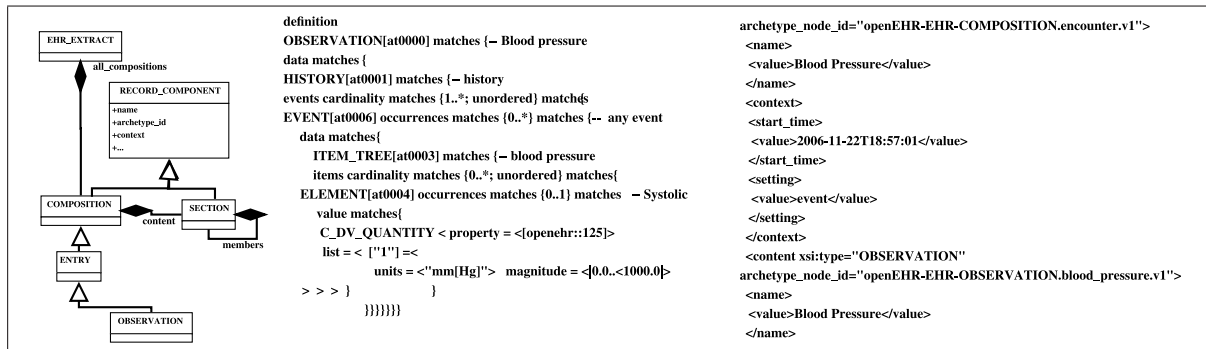 EHR_EXTRACT
all_compositions
RECORD_COMPONENT
+name
+archetype_id
+context
+...
COMPOSITION
content
SECTION
members
ENTRY
OBSERVATION
definition
OBSERVATION[at0000] matches {– Blood pressure
data matches {
HISTORY[at0001] matches {– history
events cardinality matches {1..*; unordered} matches
EVENT[at0006] occurrences matches {0..*} matches {-- any event
data matches{
ITEM_TREE[at0003] matches {– blood pressure
items cardinality matches {0..*; unordered} matches{
ELEMENT[at0004] occurrences matches {0..1} matches – Systolic
value matches{
C_DV_QUANTITY < property = <[openehr::125]>
list = < ["1"] =<
units = <"mm[Hg]"> magnitude = <|0.0..<1000.0|>
> > > } }
}}}}}}}
archetype_node_id="openEHR-EHR-COMPOSITION.encounter.v1">
<name>
<value>Blood Pressure</value>
</name>
<context>
<start_time>
<value>2006-11-22T18:57:01</value>
</start_time>
<setting>
<value>event</value>
</setting>
</context>
<content xsi:type="OBSERVATION"
archetype_node_id="openEHR-EHR-OBSERVATION.blood_pressure.v1">
<name>
<value>Blood Pressure</value>
</name>